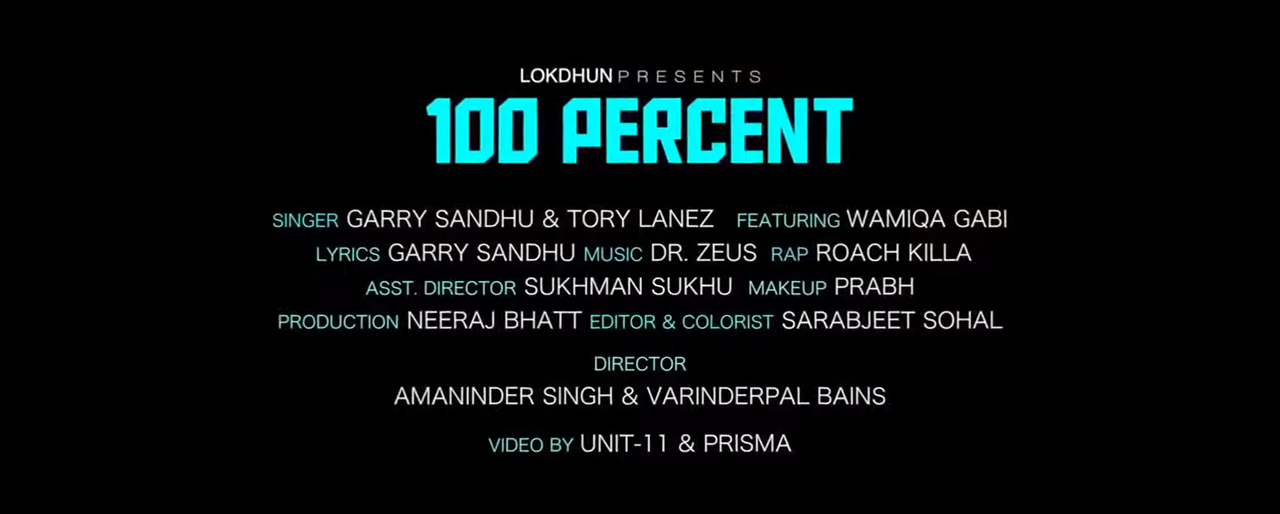 LOKDHUN PRESENTS
100 PERCENT
SINGER GARRY SANDHU & TORY LANEZ FEATURING WAMIQA GABI
LYRICS GARRY SANDHU MUSIC DR. ZEUS RAP ROACH KILLA
ASST. DIRECTOR SUKHMAN SUKHU MAKEUP PRABH
PRODUCTION NEERAJ BHATT EDITOR & COLORIST SARABJEET SOHAL
DIRECTOR
AMANINDER SINGH & VARINDERPAL BAINS
VIDEO BY UNIT-11 & PRISMA